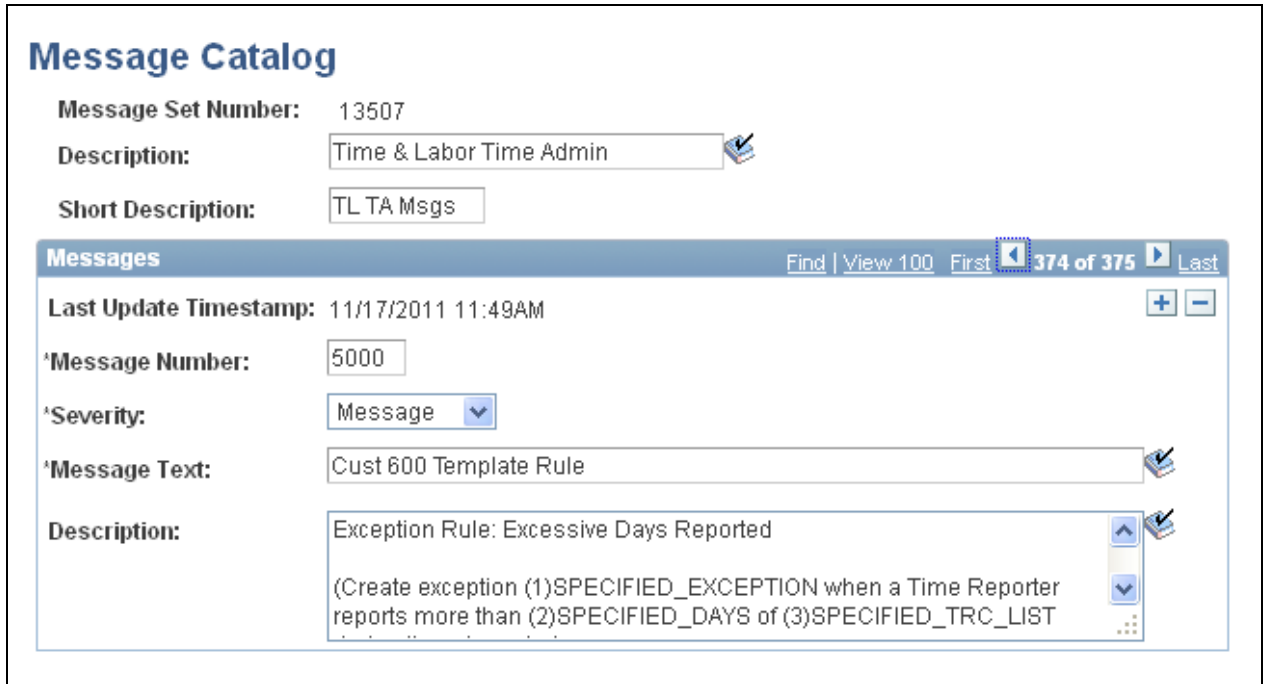 Message Catalog
Message Set Number: 13507
Description: Time & Labor Time Admin
Short Description: TL TA Msgs
Messages Find | View 100 First 374 of 375 Last
Last Update Timestamp: 11/17/2011 11:49AM
*Message Number: 5000
*Severity: Message
*Message Text: Cust 600 Template Rule
Description: Exception Rule: Excessive Days Reported
(Create exception (1)SPECIFIED_EXCEPTION when a Time Reporter
reports more than (2)SPECIFIED_DAYS of (3)SPECIFIED_TRC_LIST